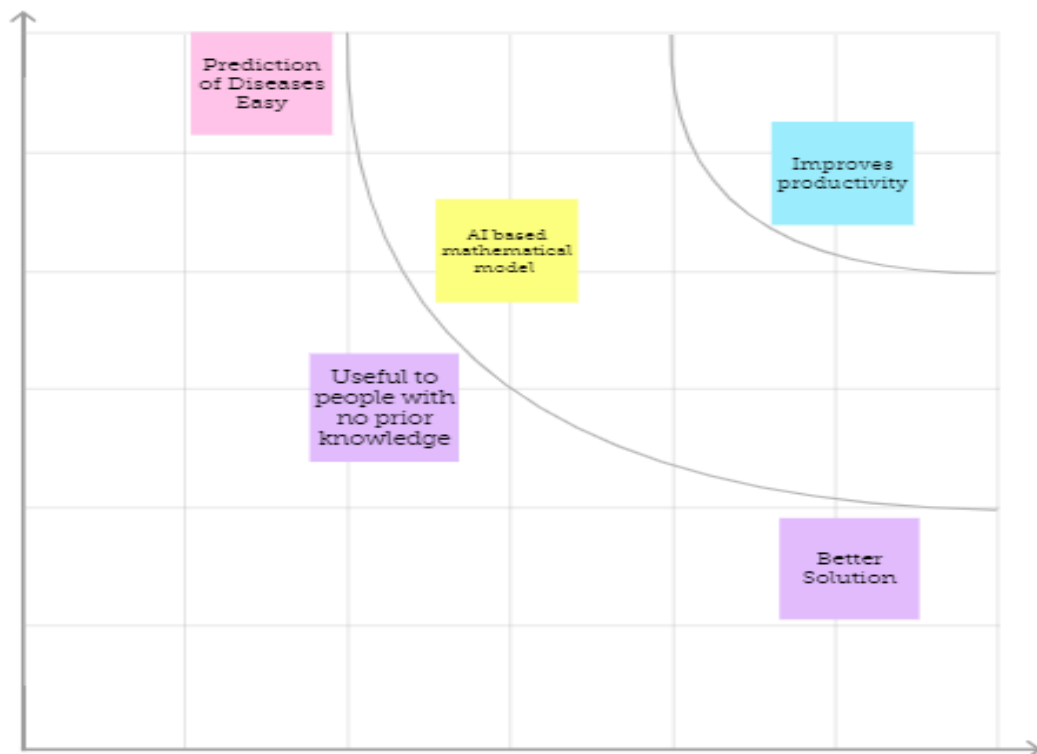 Prediction
of Diseases
Easy
Improves
productivity
AI based
mathematical
model
Useful to
people with
no prior
knowledge
Better
Solution